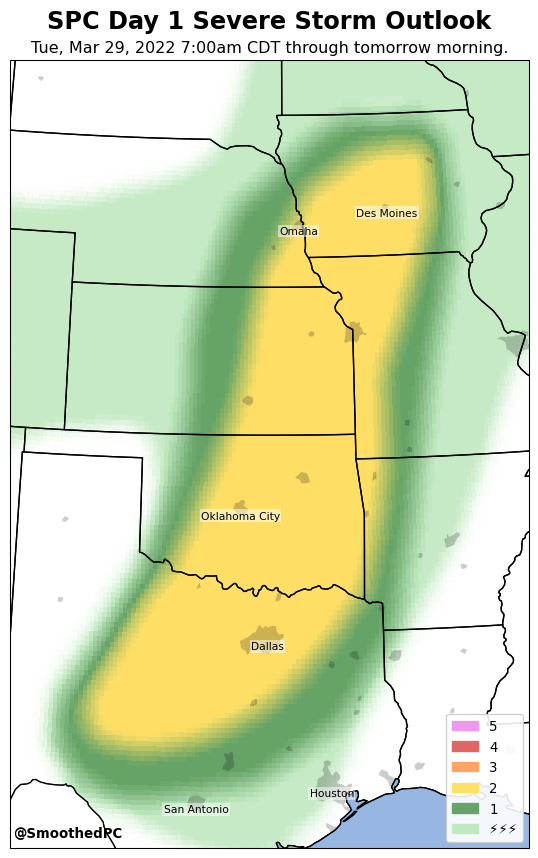 SPC Day 1 Severe Storm Outlook
Tue, Mar 29, 2022 7:00am CDT through tomorrow morning.
Des Moines
Omaha
Oklahoma City
Dallas
Houston
San Antonio
5
4
3
2
1
⚡⚡⚡
@SmoothedPC